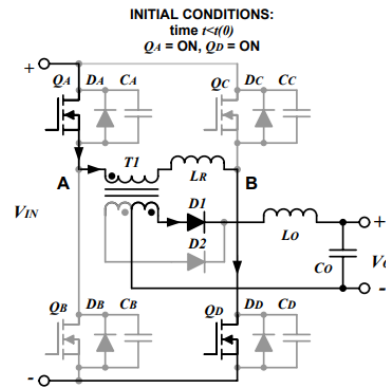 INITIAL CONDITIONS:
time t<t(0)
QA = ON, QD = ON
+
QA DA CA
QC DC CC
T1
LR
A
B
VIN
D1
D2
LO
+
CO
VO
-
QB DB CB
QD DD CD
-